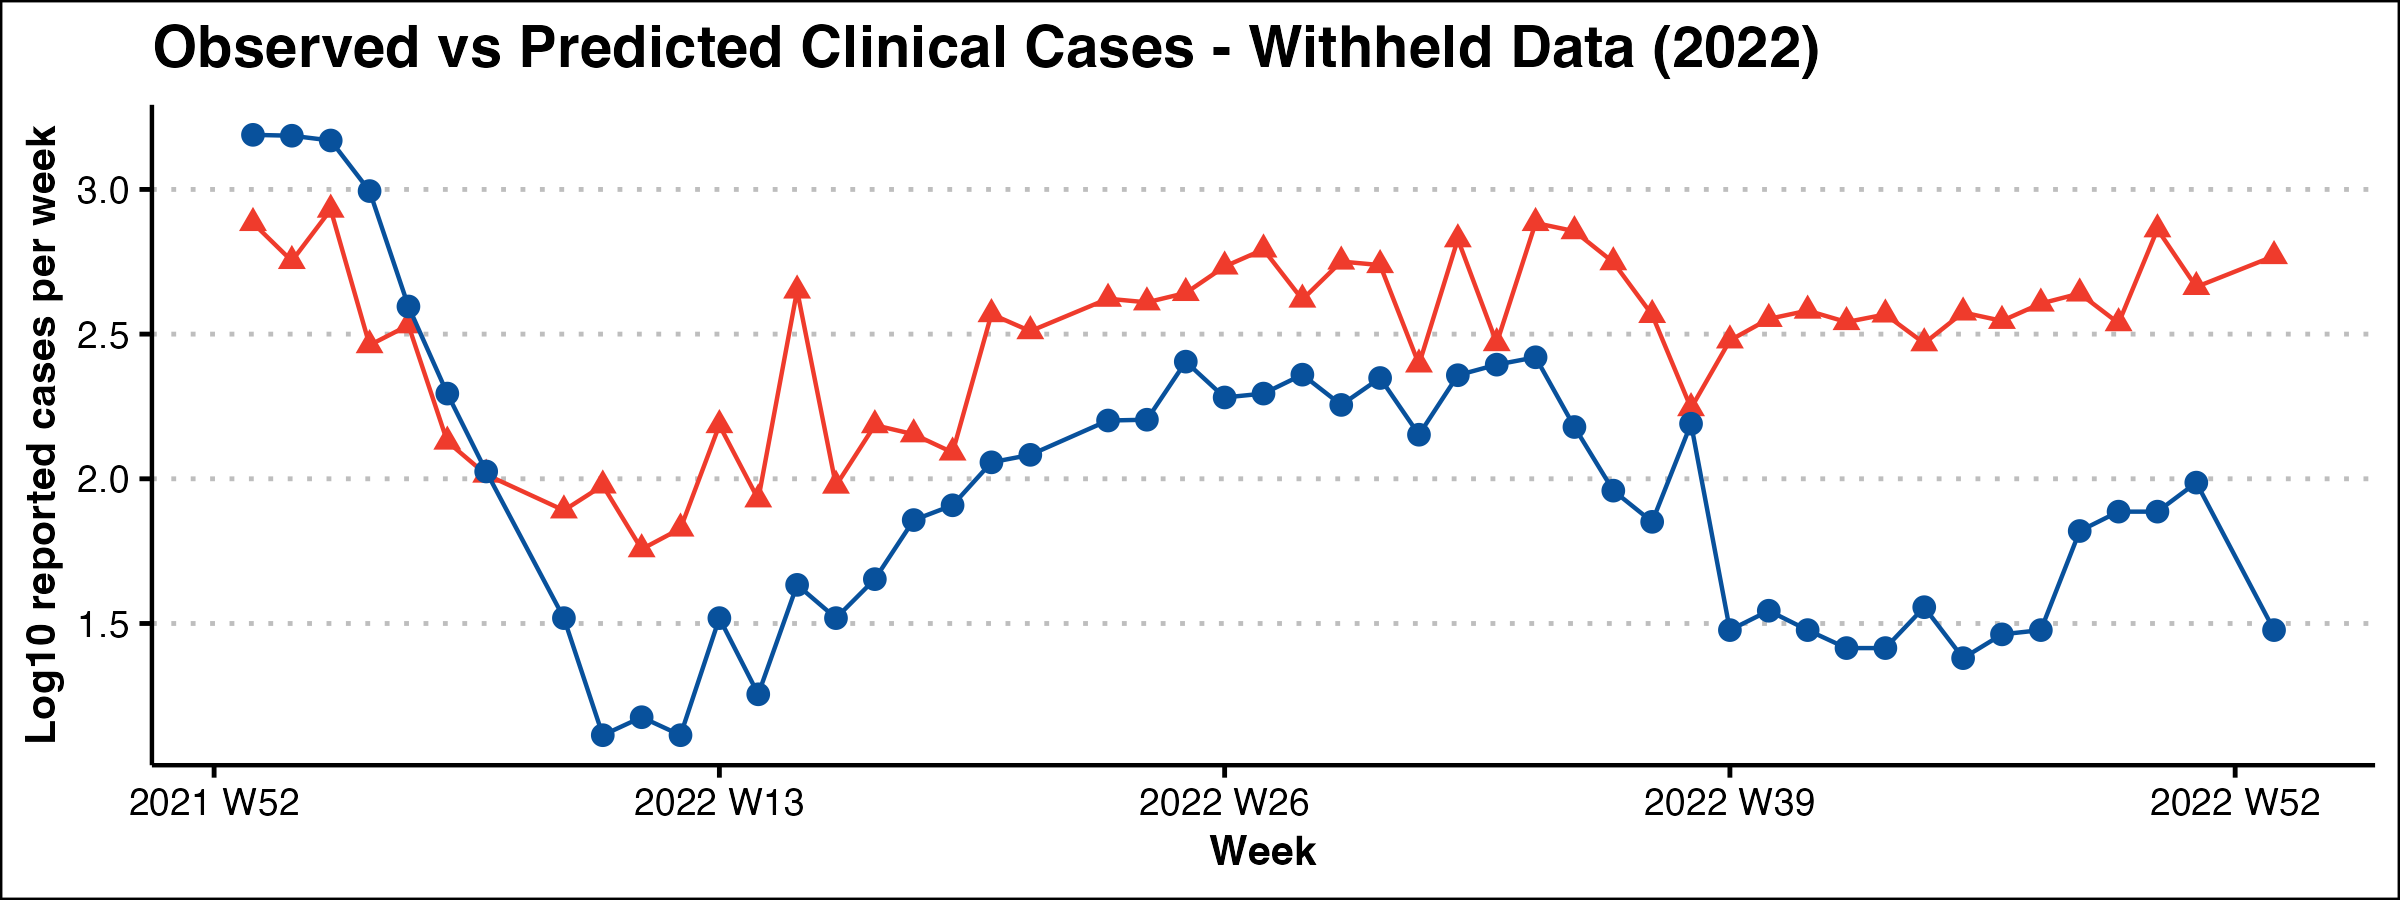 Observed vs Predicted Clinical Cases - Withheld Data (2022)
Log10 reported cases per week
3.0
2.5
2.0
1.5
2021 W52
2022 W13
2022 W26
2022 W39
2022 W52
Week